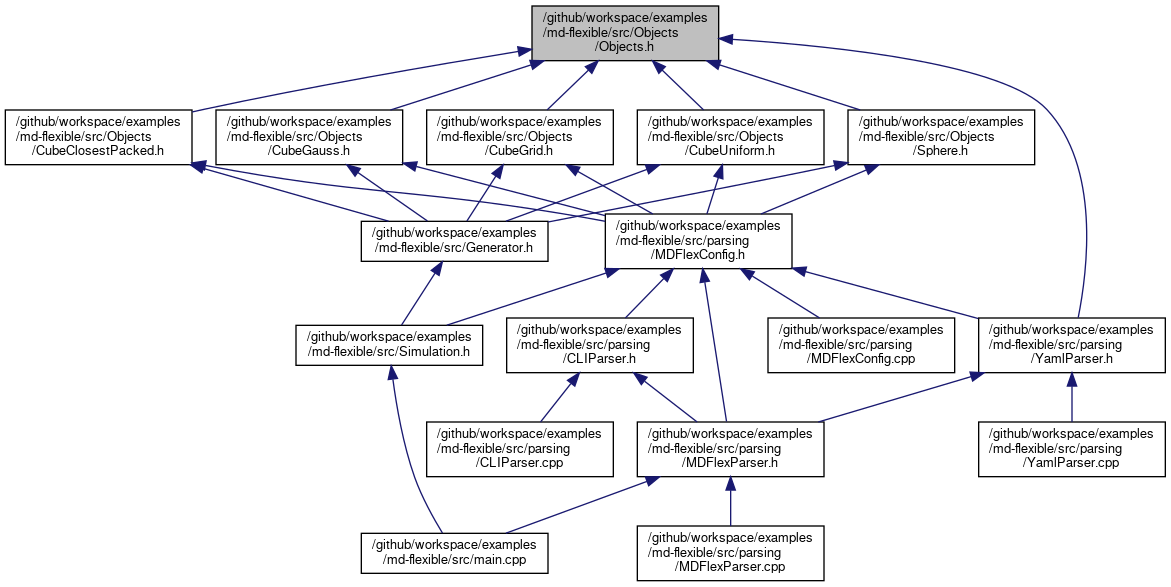 /github/workspace/examples
/md-flexible/src/Objects
/Objects.h
/github/workspace/examples
/md-flexible/src/Objects
/CubeClosestPacked.h
/github/workspace/examples
/md-flexible/src/Objects
/CubeGauss.h
/github/workspace/examples
/md-flexible/src/Objects
/CubeGrid.h
/github/workspace/examples
/md-flexible/src/Objects
/CubeUniform.h
/github/workspace/examples
/md-flexible/src/Objects
/Sphere.h
/github/workspace/examples
/md-flexible/src/Generator.h
/github/workspace/examples
/md-flexible/src/parsing
/MDFlexConfig.h
/github/workspace/examples
/md-flexible/src/Simulation.h
/github/workspace/examples
/md-flexible/src/parsing
/CLIParser.h
/github/workspace/examples
/md-flexible/src/parsing
/MDFlexConfig.cpp
/github/workspace/examples
/md-flexible/src/parsing
/YamlParser.h
/github/workspace/examples
/md-flexible/src/parsing
/CLIParser.cpp
/github/workspace/examples
/md-flexible/src/parsing
/MDFlexParser.h
/github/workspace/examples
/md-flexible/src/parsing
/YamlParser.cpp
/github/workspace/examples
/md-flexible/src/main.cpp
/github/workspace/examples
/md-flexible/src/parsing
/MDFlexParser.cpp